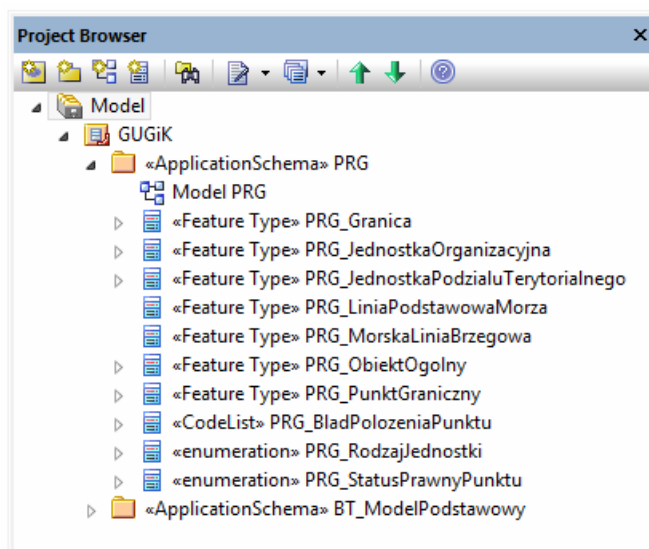 Project Browser
Model
GUGiK
«ApplicationSchema» PRG
Model PRG
«Feature Type» PRG_Granica
«Feature Type» PRG_JednostkaOrganizacyjna
«Feature Type» PRG_JednostkaPodzialuTerytorialnego
«Feature Type» PRG_LiniaPodstawowaMorza
«Feature Type» PRG_MorskaLiniaBrzegowa
«Feature Type» PRG_ObiektOgolny
«Feature Type» PRG_PunktGraniczny
«CodeList» PRG_BladPolozeniaPunktu
«enumeration» PRG_RodzajJednostki
«enumeration» PRG_StatusPrawnyPunktu
«ApplicationSchema» BT_ModelPodstawowy